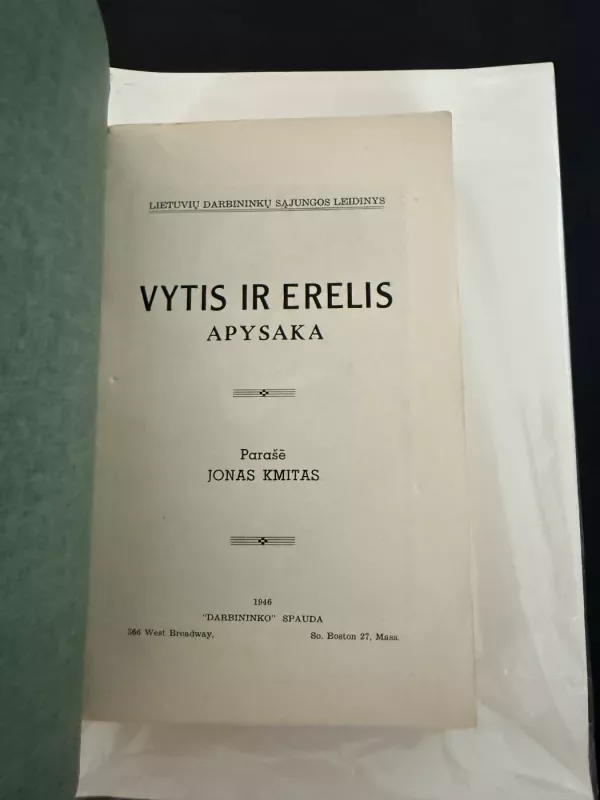 LIETUVIŲ DARBININKŲ SĄJUNGOS LEIDINYS
VYTIS IR ERELIS
APYSAKA
Parašė
JONAS KMITAS
1946
"DARBININKO" SPAUDA
366 West Broadway, So. Boston 27, Mass.